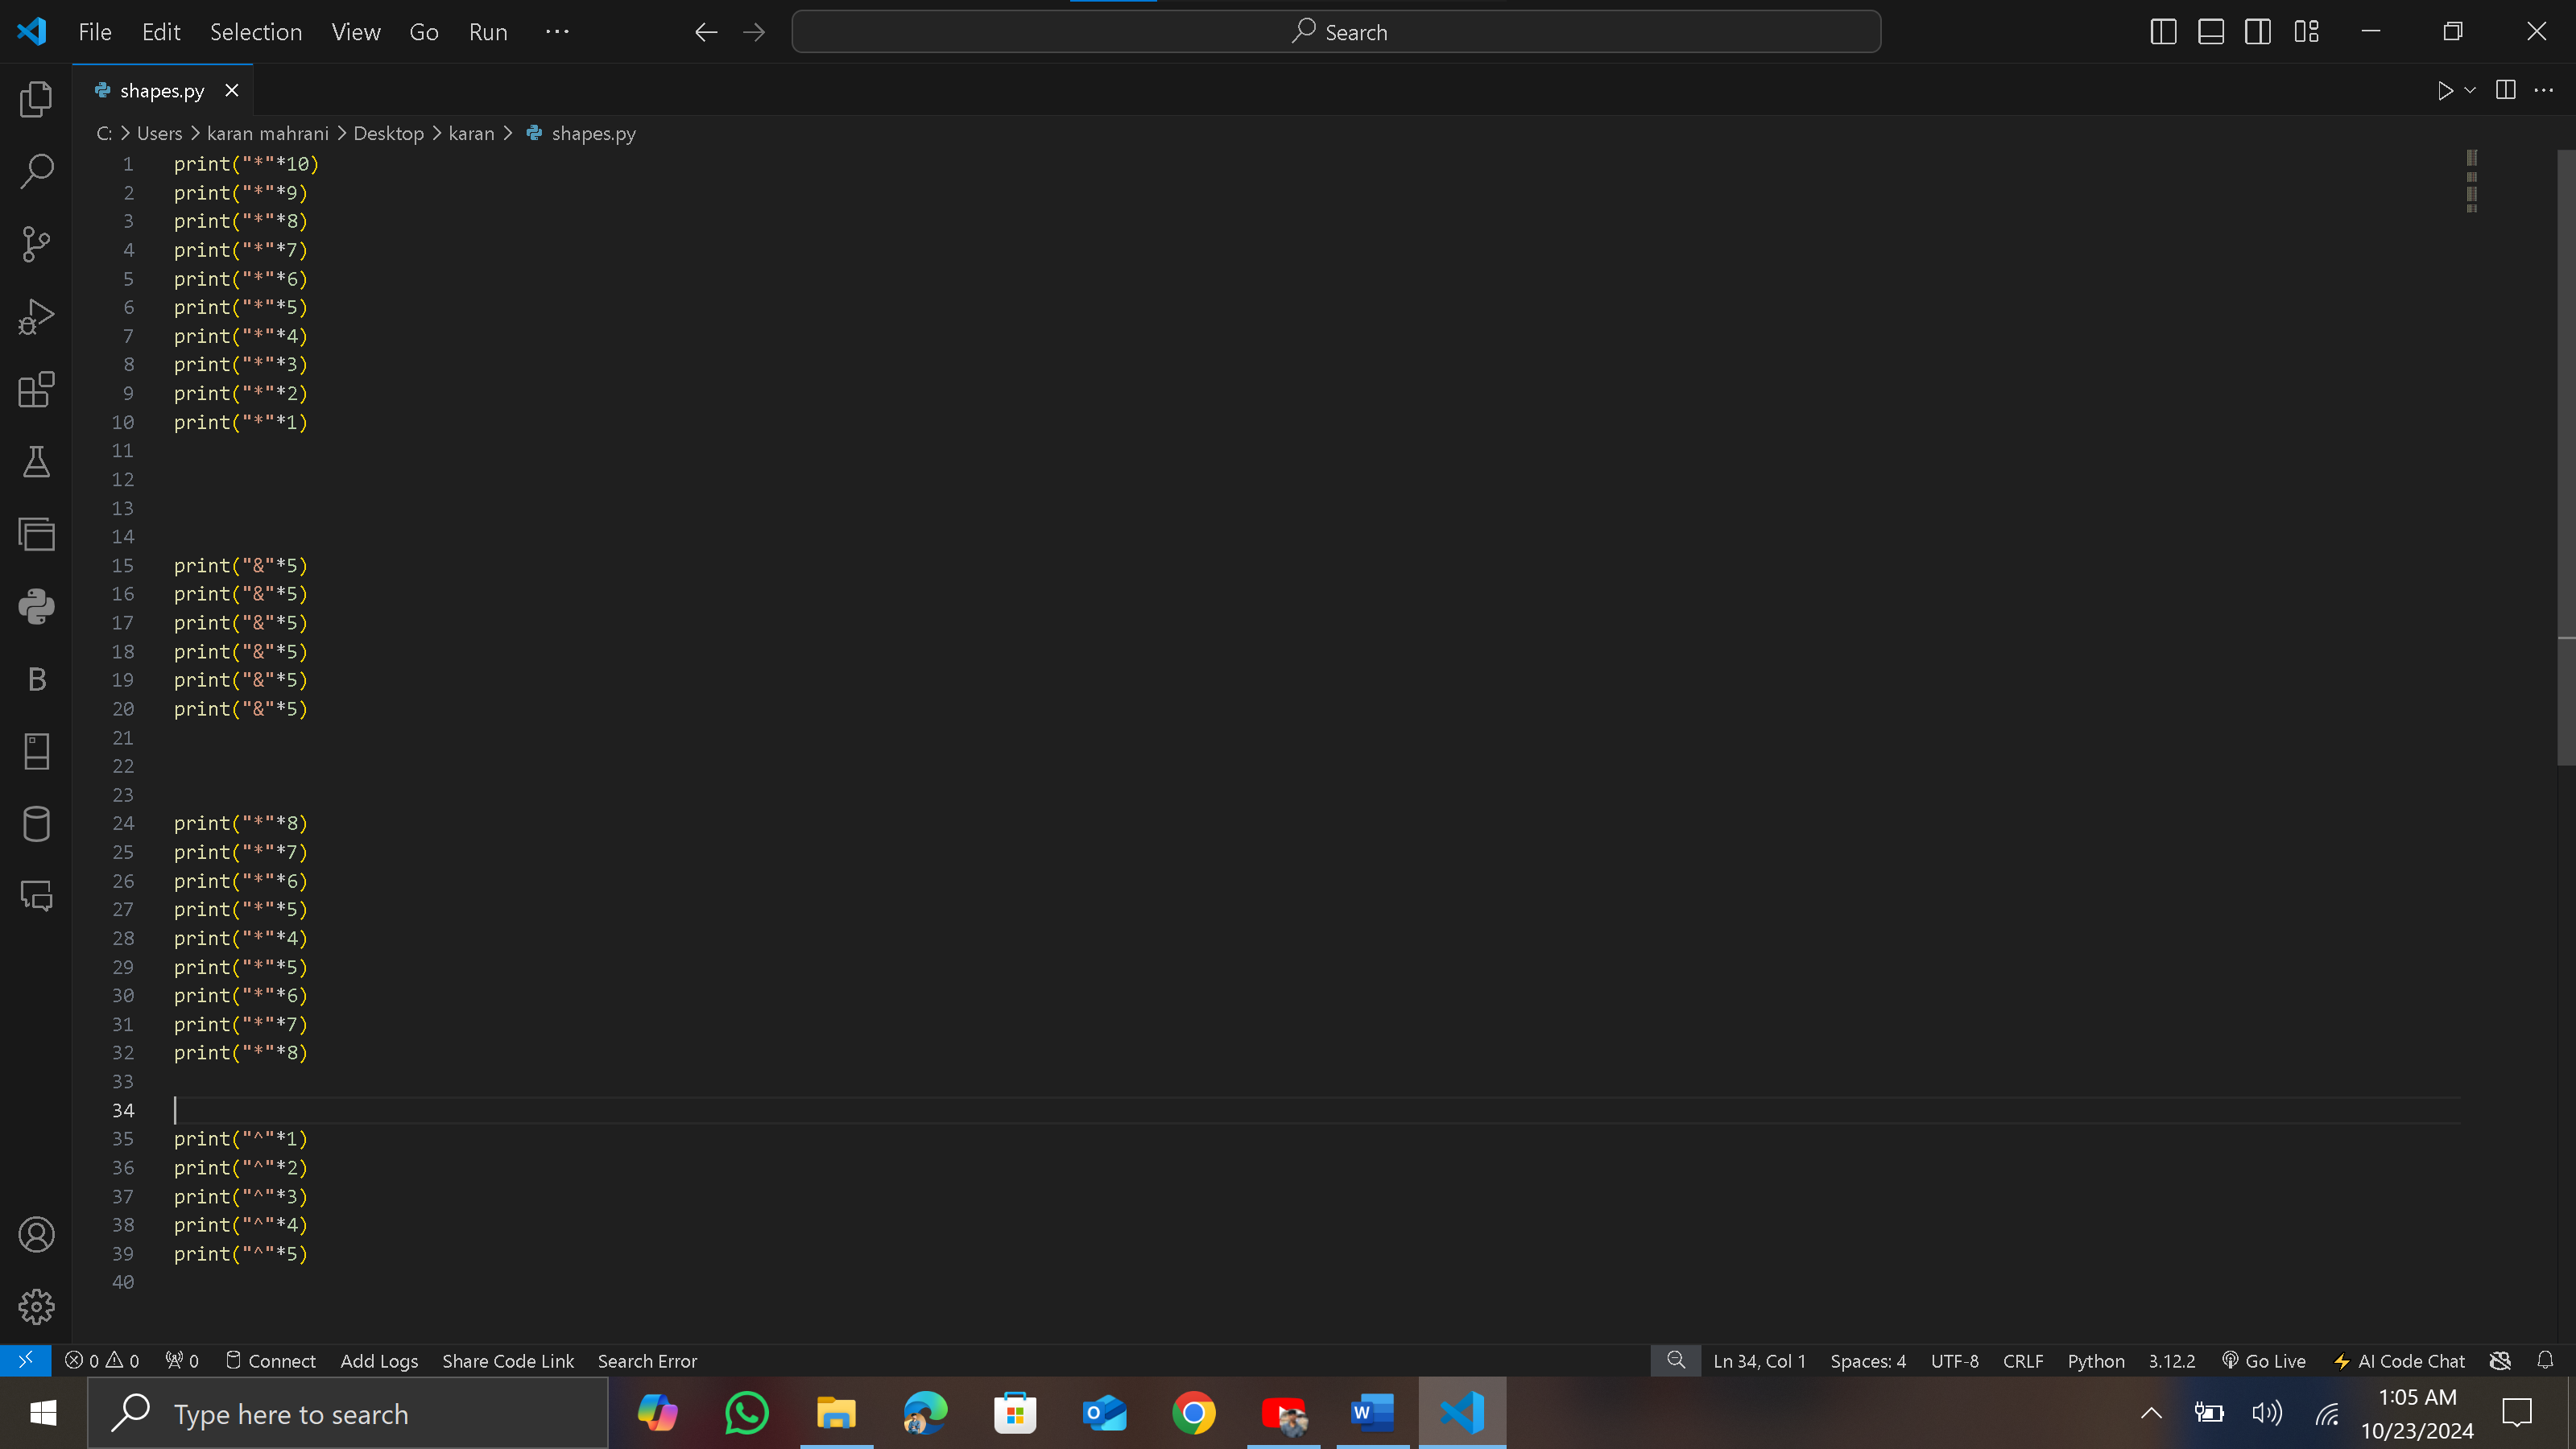 File Edit Selection View Go Run ···
Search
shapes.py
C: > Users > karan mahrani > Desktop > karan > shapes.py
1 print("*"*10)
2 print("*"*9)
3 print("*"*8)
4 print("*"*7)
5 print("*"*6)
6 print("*"*5)
7 print("*"*4)
8 print("*"*3)
9 print("*"*2)
10 print("*"*1)
11
12
13
14
15 print("&"*5)
16 print("&"*5)
17 print("&"*5)
18 print("&"*5)
19 print("&"*5)
20 print("&"*5)
21
22
23
24 print("*"*8)
25 print("*"*7)
26 print("*"*6)
27 print("*"*5)
28 print("*"*4)
29 print("*"*5)
30 print("*"*6)
31 print("*"*7)
32 print("*"*8)
33
34
35 print("^"*1)
36 print("^"*2)
37 print("^"*3)
38 print("^"*4)
39 print("^"*5)
40
B
0 0 0 Connect Add Logs Share Code Link Search Error Ln 34, Col 1 Spaces: 4 UTF-8 CRLF Python 3.12.2 Go Live AI Code Chat
Type here to search
1:05 AM
10/23/2024